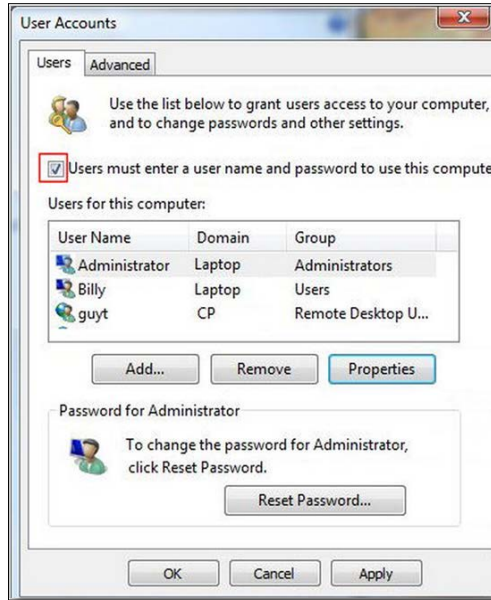 User Accounts
Users Advanced
Use the list below to grant users access to your computer,
and to change passwords and other settings.
Users must enter a user name and password to use this compute
Users for this computer:
User Name Domain Group
Administrator Laptop Administrators
Billy Laptop Users
guyt CP Remote Desktop U...
Add... Remove Properties
Password for Administrator
To change the password for Administrator,
click Reset Password.
Reset Password...
OK Cancel Apply